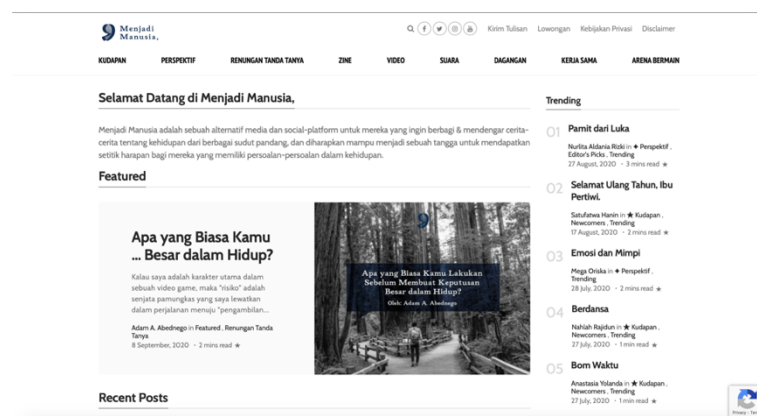 Menjadi
Manusia,
Kirim Tulisan Lowongan Kebijakan Privasi Disclaimer
KUDAPAN PERSPEKTIF RENUNGAN TANDA TANYA ZINE VIDEO SUARA DAGANGAN KERJA SAMA ARENA BERMAIN
Selamat Datang di Menjadi Manusia,
Menjadi Manusia adalah sebuah alternatif media dan social-platform untuk mereka yang ingin berbagi & mendengar cerita-
cerita tentang kehidupan dari berbagai sudut pandang, dan diharapkan mampu menjadi sebuah tangga untuk mendapatkan
setitik harapan bagi mereka yang memiliki persoalan-persoalan dalam kehidupan.
Featured
Apa yang Biasa Kamu
... Besar dalam Hidup?
Kalau saya adalah karakter utama dalam
sebuah video game, maka "risiko" adalah
senjata pamungkas yang saya lewatkan
dalam perjalanan menuju "pengambilan...
Adam A. Abednego in Featured , Renungan Tanda
Tanya
8 September, 2020 · 2 mins read ★
Apa yang Biasa Kamu Lakukan
Sebelum Membuat Keputusan
Besar dalam Hidup?
Oleh: Adam A. Abednego
Recent Posts
Trending
01 Pamit dari Luka
Nurlita Aldania Rizki in ✦ Perspektif ,
Editor's Picks , Trending
27 August, 2020 · 3 mins read ★
02 Selamat Ulang Tahun, Ibu
Pertiwi.
Satufatwa Hanin in ★ Kudapan ,
Newcomers , Trending
17 August, 2020 · 2 mins read ★
03 Emosi dan Mimpi
Mega Oriska in ✦ Perspektif ,
Trending
28 July, 2020 · 2 mins read ★
04 Berdansa
Nahlah Rajidun in ★ Kudapan ,
Newcomers , Trending
27 July, 2020 · 1 min read ★
05 Bom Waktu
Anastasia Yolanda in ★ Kudapan ,
Newcomers , Trending
27 July, 2020 · 1 min read ★